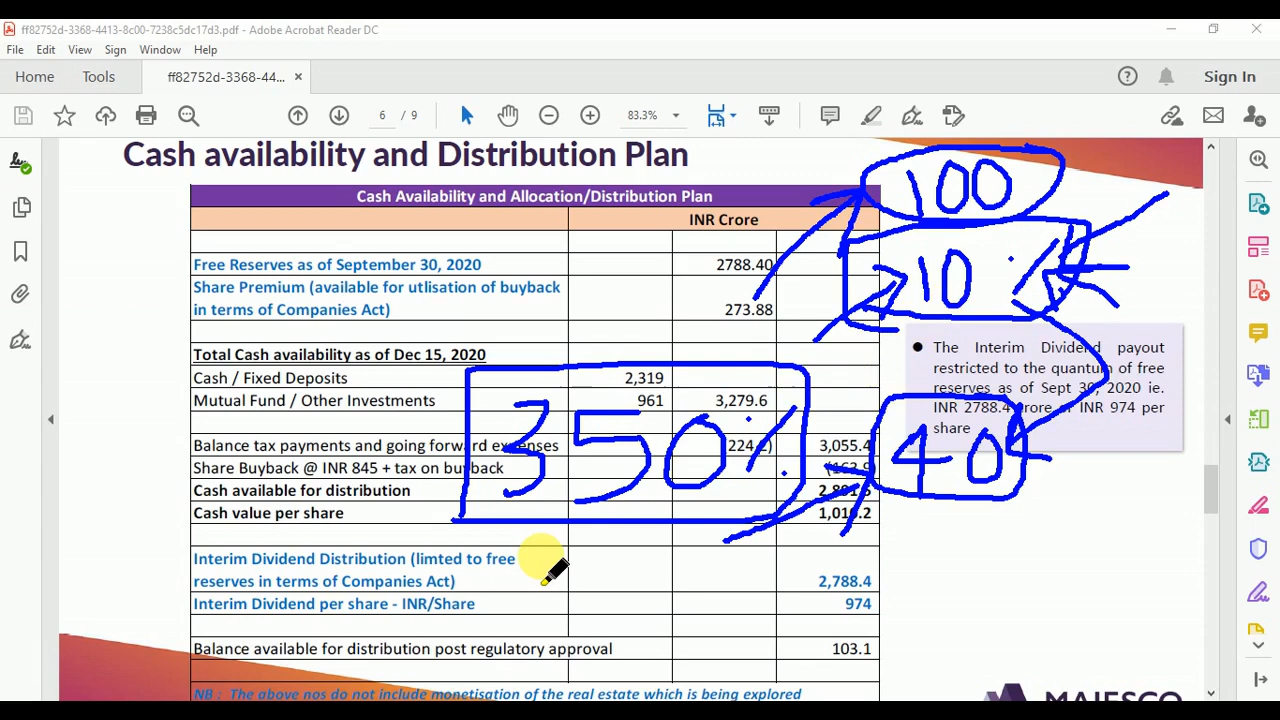 ff82752d-3368-4413-8c00-7238c5dc17d3.pdf - Adobe Acrobat Reader DC
File Edit View Sign Window Help
Home Tools ff82752d-3368-44... × Sign In
6 / 9 83.3%
Cash availability and Distribution Plan
Cash Availability and Allocation/Distribution Plan
INR Crore
Free Reserves as of September 30, 2020 2788.40
Share Premium (available for utlisation of buyback
in terms of Companies Act) 273.88
Total Cash availability as of Dec 15, 2020
Cash / Fixed Deposits 2,319
Mutual Fund / Other Investments 961 3,279.6
Balance tax payments and going forward expenses 3,055.4
Share Buyback @ INR 845 + tax on buyback
Cash available for distribution
Cash value per share
Interim Dividend Distribution (limted to free
reserves in terms of Companies Act) 2,788.4
Interim Dividend per share - INR/Share 974
Balance available for distribution post regulatory approval 103.1
NB : The above nos do not include monetisation of the real estate which is being explored
100
10 %
● The Interim Dividend payout
restricted to the quantum of free
reserves as of Sept 30, 2020 ie.
INR 2788.4 crore INR 974 per
share
350%
40
MAJESCO